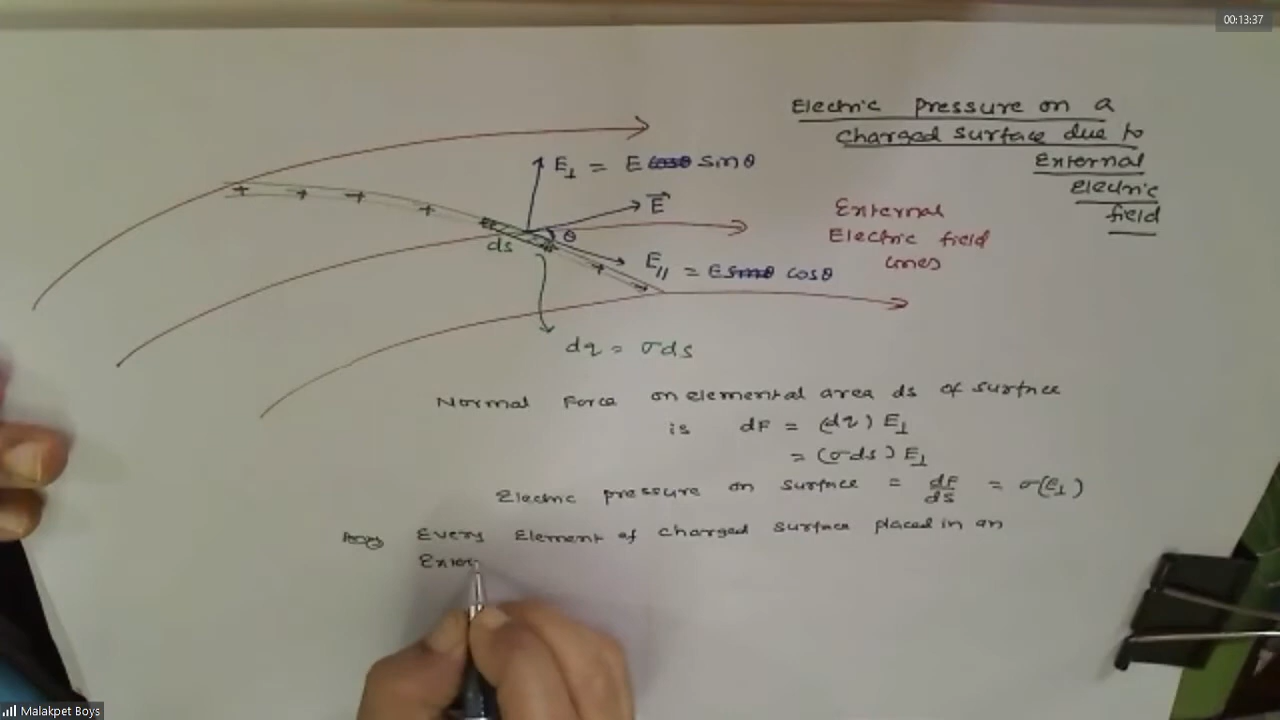 00:13:37
Electric Pressure on a
charged surface due to
External
Electric
field
E⊥ = E cosθ sinθ
E⃗
External
Electric field
lines
θ
ds
E// = E sinθ cosθ
dq = σds
Normal Force on elemental area ds of surface
is dF = (dq) E⊥
= (σds) E⊥
Electric pressure on surface = dF/ds = σ(E⊥)
Every Element of charged surface placed in an
Exter
Malakpet Boys